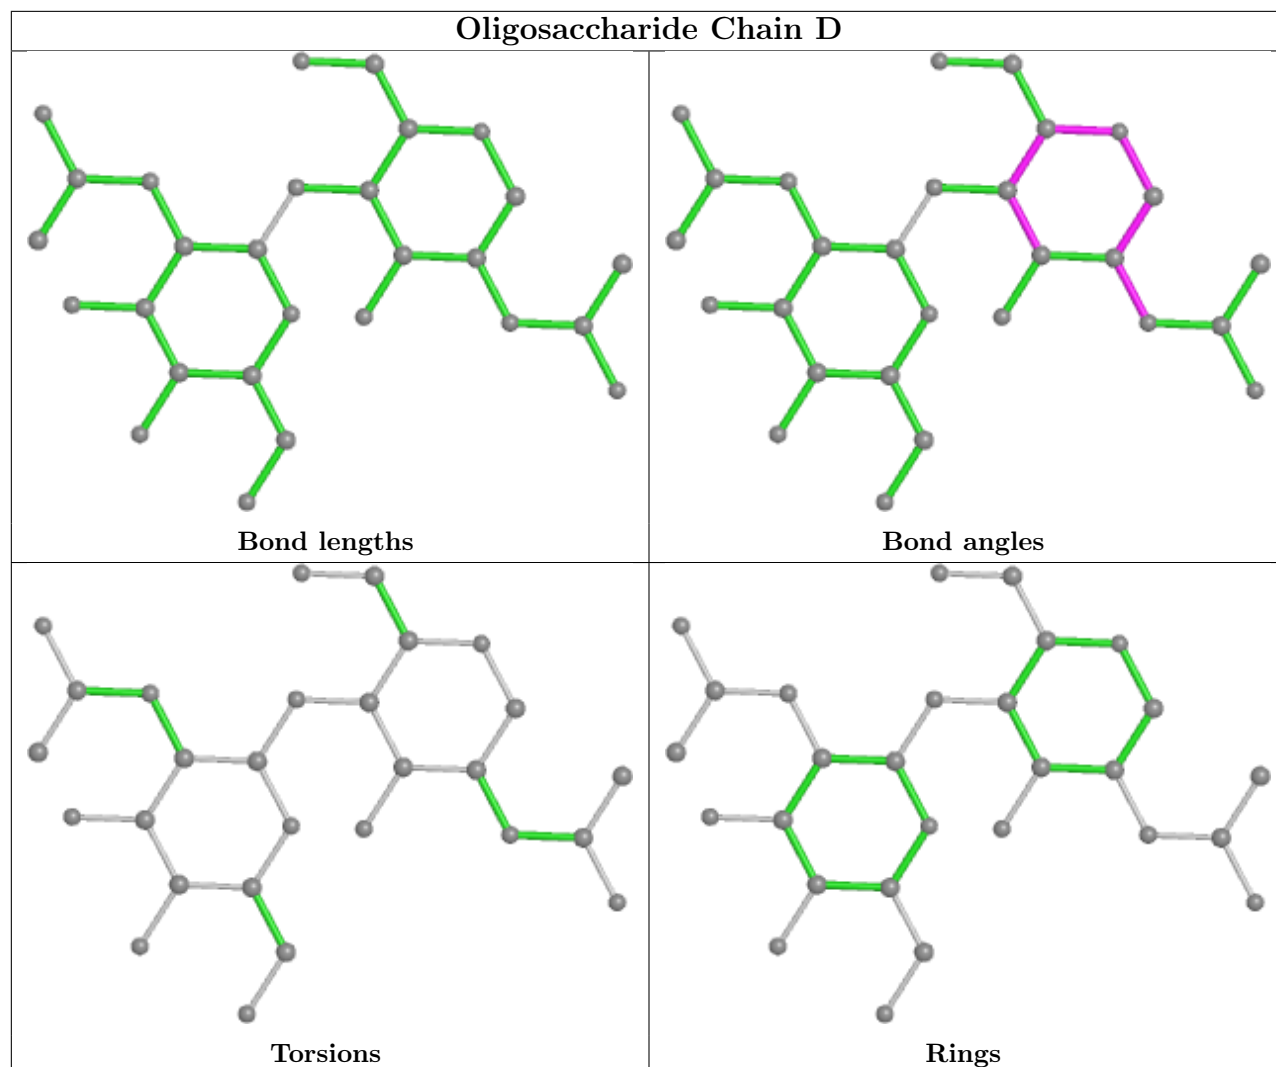 Oligosaccharide Chain D
Bond lengths
Bond angles
Torsions
Rings